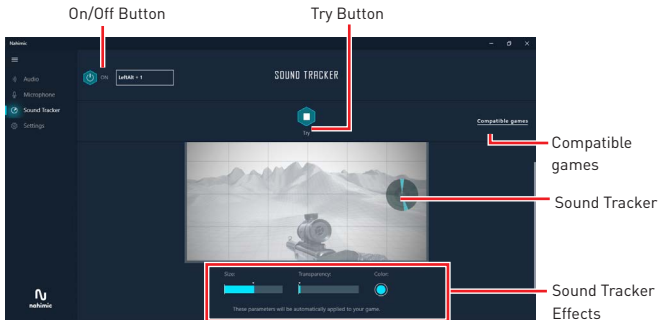 On/Off Button
Try Button
Nahimic
ON
LeftAlt + 1
SOUND TRACKER
Audio
Microphone
Sound Tracker
Settings
Try
Compatible games
Compatible
games
Sound Tracker
Size:
Transparency:
Color:
These parameters will be automatically applied to your game.
nahimic
Sound Tracker
Effects